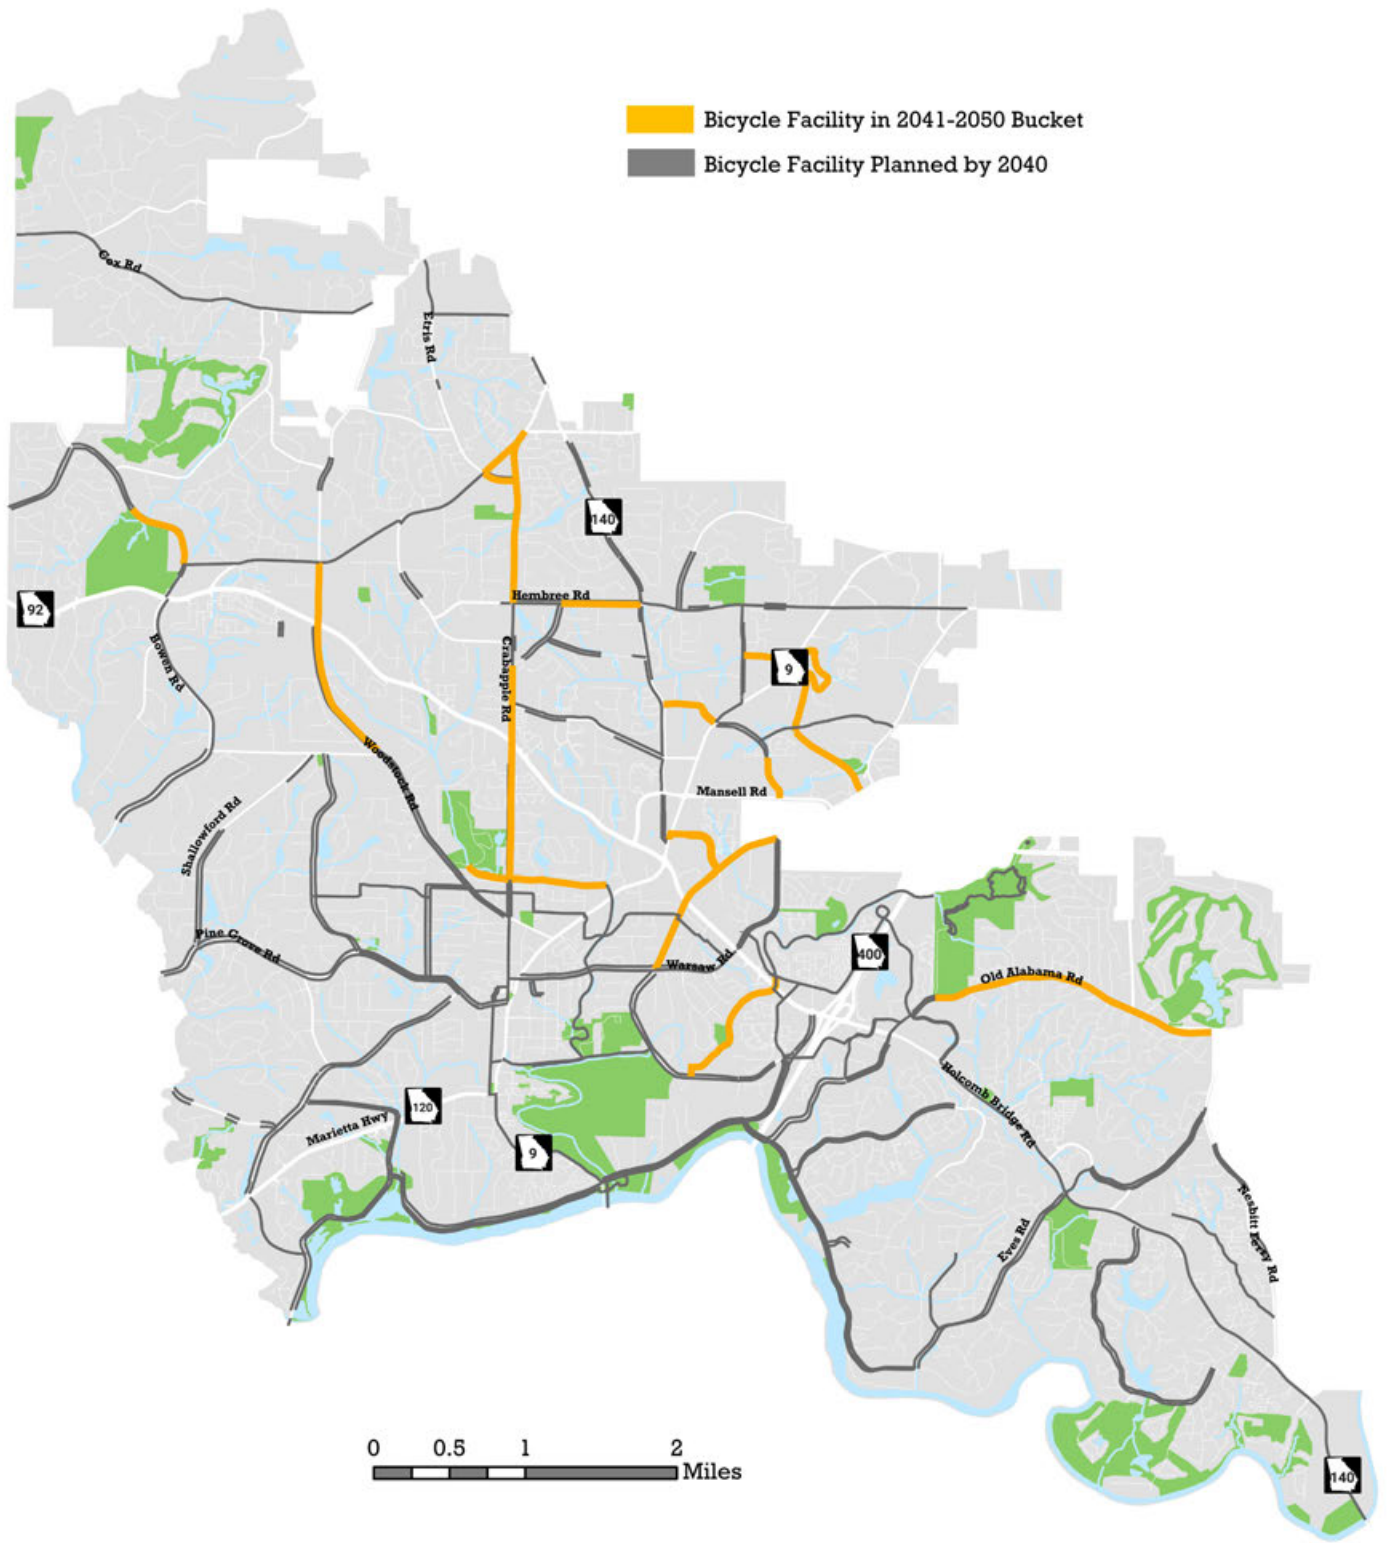 Bicycle Facility in 2041-2050 Bucket
Bicycle Facility Planned by 2040
Cox Rd
Etris Rd
140
Hembree Rd
92
Bowen Rd
Crabapple Rd
9
Woodstock Rd
Mansell Rd
Shallowford Rd
Pine Grove Rd
Warsaw Rd
400
Old Alabama Rd
Holcomb Bridge Rd
120
Marietta Hwy
9
Nesbitt Ferry Rd
Eves Rd
0 0.5 1 2
Miles
140